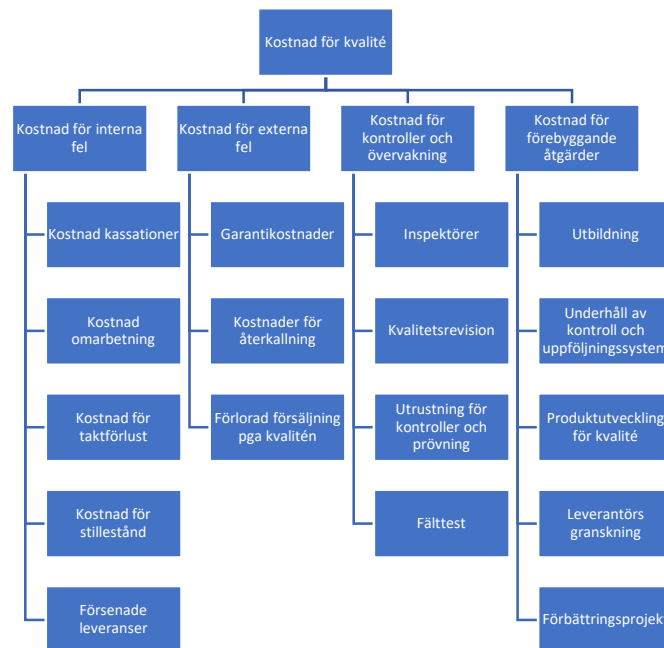 Kostnad för kvalité
Kostnad för interna
fel
Kostnad kassationer
Kostnad
omarbetning
Kostnad för
taktförlust
Kostnad för
stillestånd
Försenade
leveranser
Kostnad för externa
fel
Garantikostnader
Kostnader för
återkallning
Förlorad försäljning
pga kvalitén
Kostnad för
kontroller och
övervakning
Inspektörer
Kvalitetsrevision
Utrustning för
kontroller och
prövning
Fälttest
Kostnad för
förebyggande
åtgärder
Utbildning
Underhåll av
kontroll och
uppföljningssystem
Produktutveckling
för kvalité
Leverantörs
granskning
Förbättringsprojekt